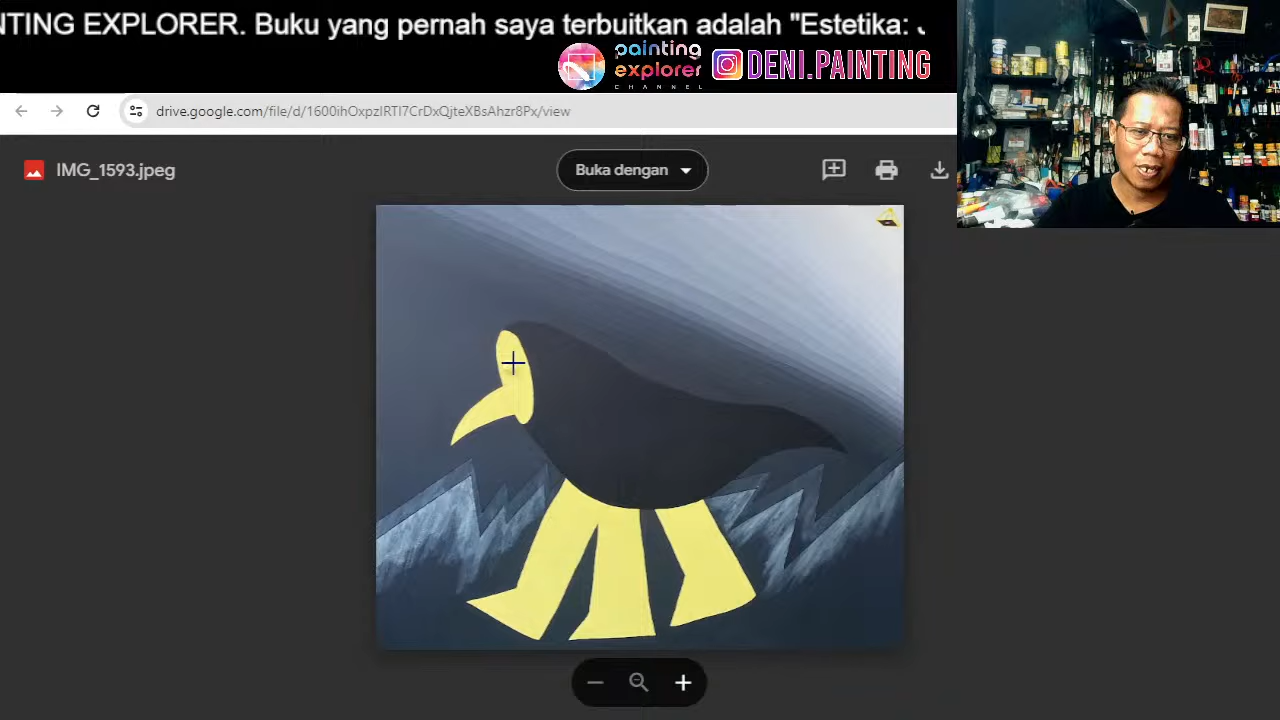 NTING EXPLORER. Buku yang pernah saya terbuitkan adalah "Estetika:
painting
explorer
CHANNEL
DENI.PAINTING
drive.google.com/file/d/1600ihOxpzIRTl7CrDxQjteXBsAhzr8Px/view
IMG_1593.jpeg
Buka dengan